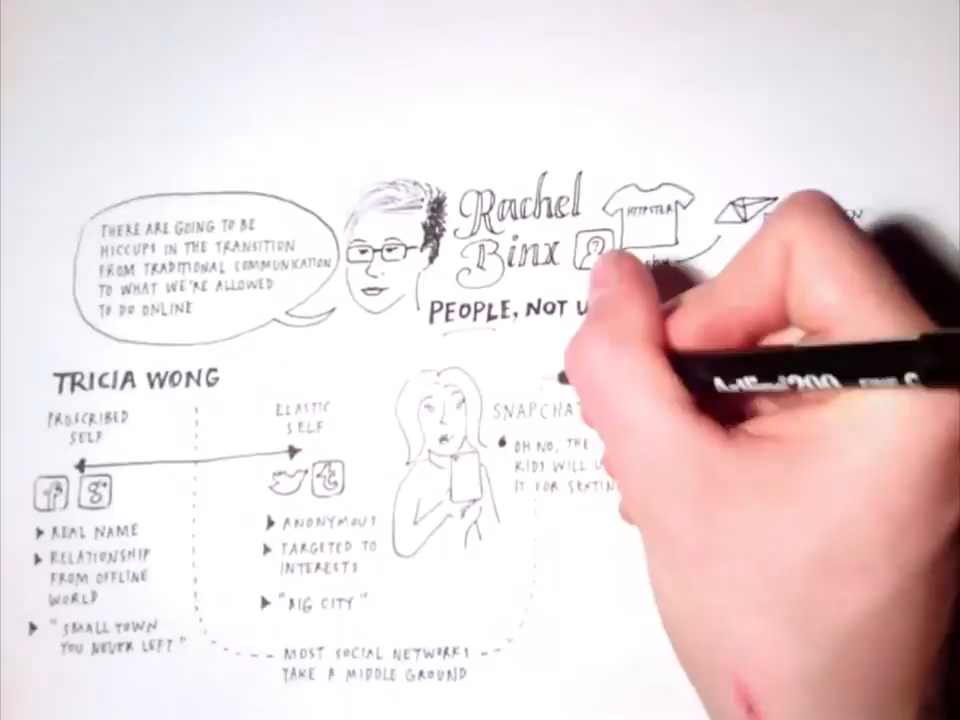 THERE ARE GOING TO BE
HICCUPS IN THE TRANSITION
FROM TRADITIONAL COMMUNICATION
TO WHAT WE'RE ALLOWED
TO DO ONLINE
Rachel
Binx
HTTPSTER
PEOPLE, NOT
TRICIA WONG
PROSCRIBED
SELF
ELASTIC
SELF
f
g+
t
REAL NAME
RELATIONSHIP
FROM OFFLINE
WORLD
"SMALL TOWN
YOU NEVER LEFT"
ANONYMOUS
TARGETED TO
INTERESTS
"BIG CITY"
MOST SOCIAL NETWORKS
TAKE A MIDDLE GROUND
SNAPCHA
OH NO, THE
KIDS WILL
IT FOR SEXTIN
200